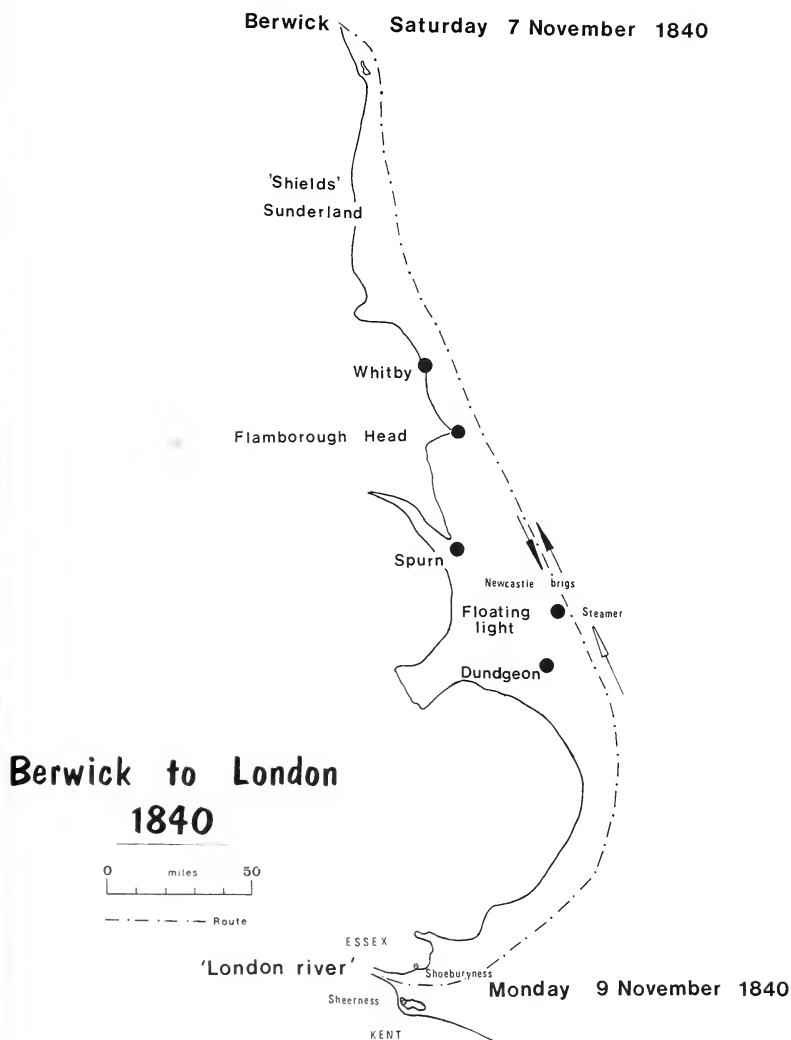 Berwick Saturday 7 November 1840
'Shields'
Sunderland
Whitby
Flamborough Head
Spurn
Newcastle brigs
Floating
light
Steamer
Dundgeon
Berwick to London
1840
0 miles 50
Route
ESSEX
'London river'
Shoeburyness
Monday 9 November 1840
Sheerness
KENT